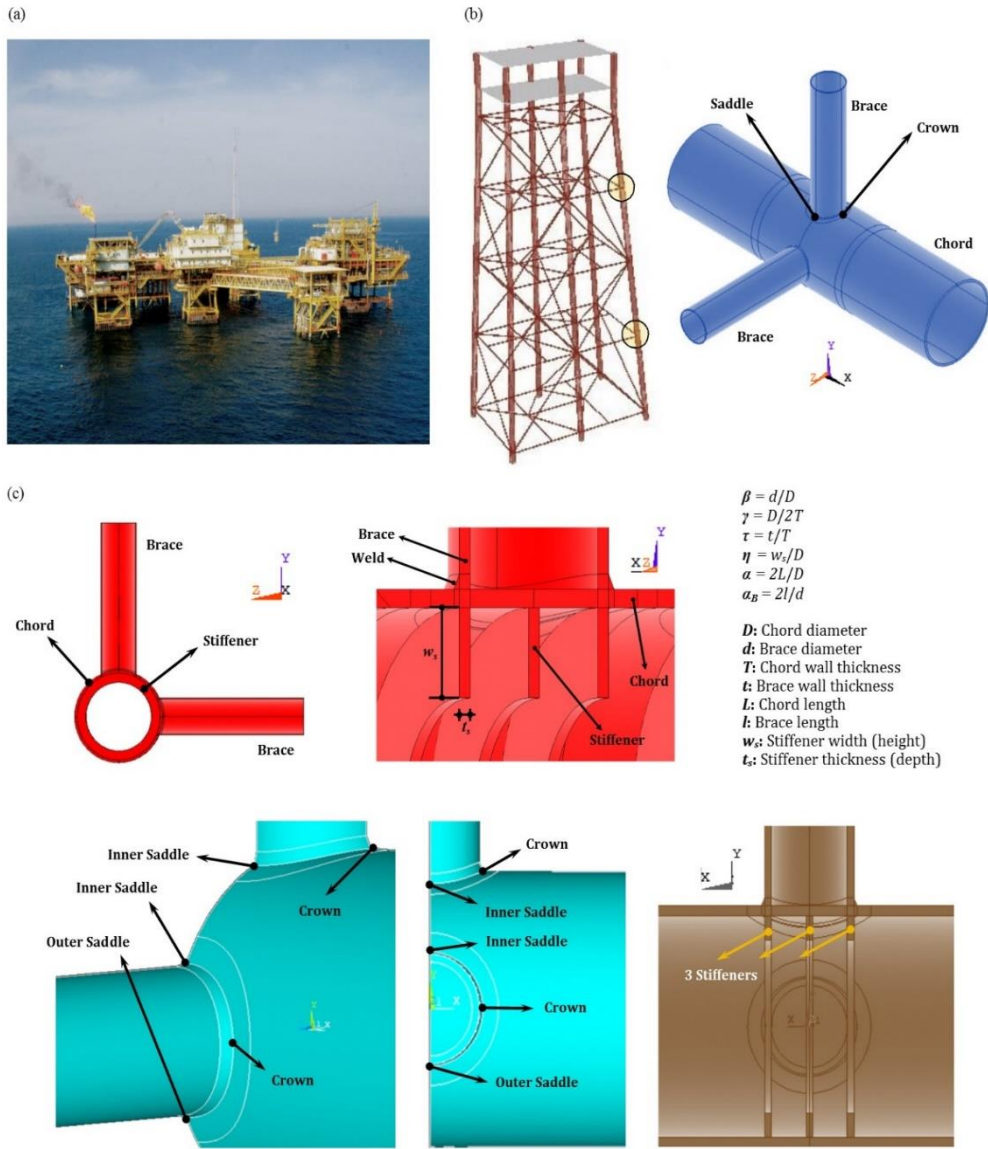 (a)
(b)
Saddle
Brace
Crown
Chord
Brace
Y
Z
X
(c)
Brace
Y
Z
X
Chord
Stiffener
Brace
Brace
Weld
Y
X
Z
wₛ
Chord
tₛ
Stiffener
β = d/D
γ = D/2T
τ = t/T
η = wₛ/D
α = 2L/D
α_B = 2l/d
D: Chord diameter
d: Brace diameter
T: Chord wall thickness
t: Brace wall thickness
L: Chord length
l: Brace length
wₛ: Stiffener width (height)
tₛ: Stiffener thickness (depth)
Inner Saddle
Inner Saddle
Outer Saddle
Crown
Crown
Crown
Inner Saddle
Inner Saddle
X
Crown
Outer Saddle
Y
X
3 Stiffeners
X